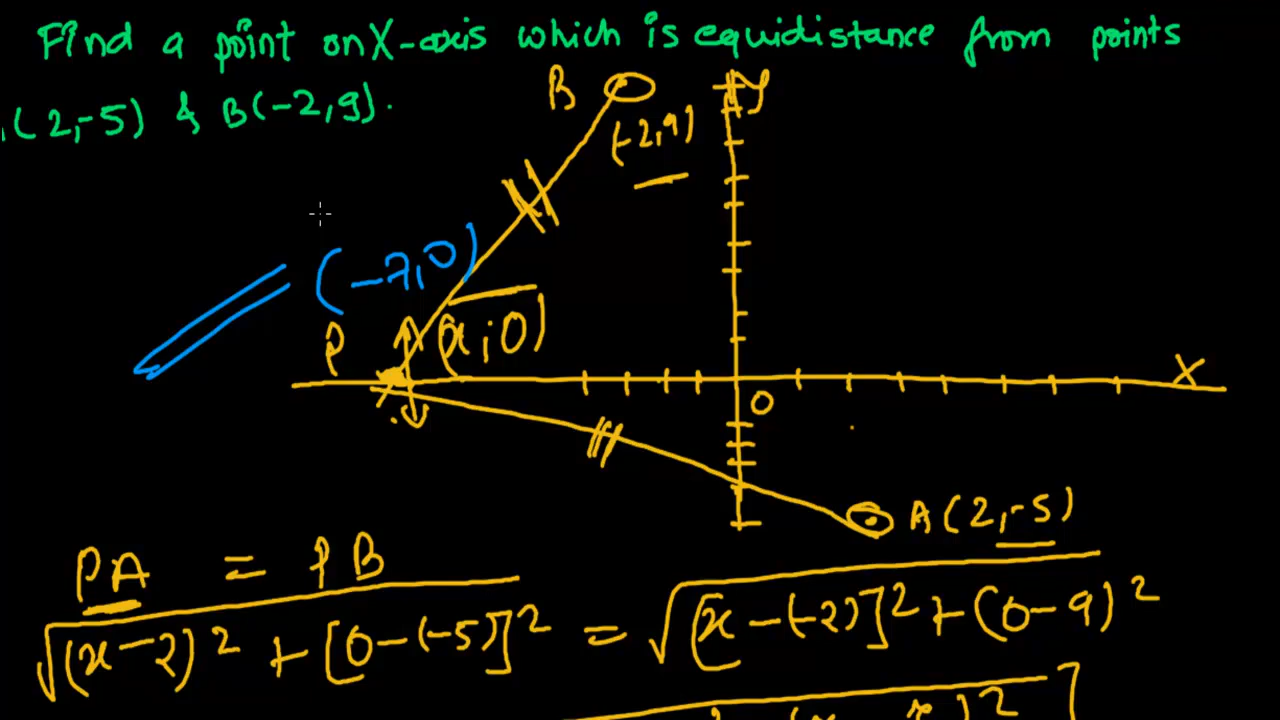 Find a point on X-axis which is equidistance from points
(2,-5) & B(-2,9).
B
Y
(-2,9)
(-7,0)
P
(x,0)
X
O
A(2,-5)
PA = PB
√(x-2)² + [0-(-5)]² = √[x-(-2)]² + (0-9)²